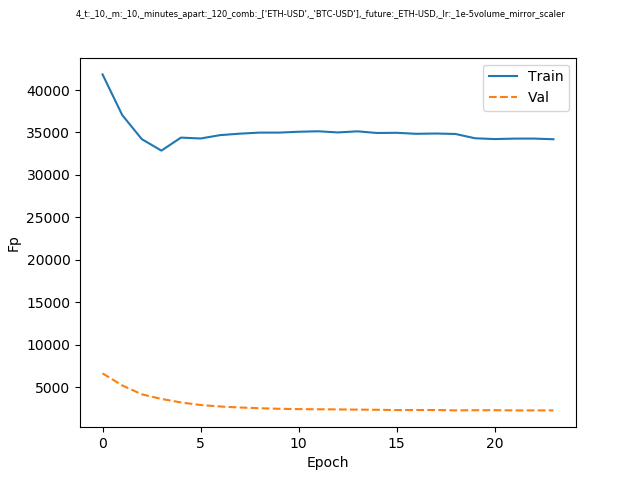 4_t:_10,_m:_10,_minutes_apart:_120_comb:_['ETH-USD',_'BTC-USD'],_future:_ETH-USD,_lr:_1e-5volume_mirror_scaler
Train
Val
40000
35000
30000
25000
20000
15000
10000
5000
Fp
0 5 10 15 20
Epoch